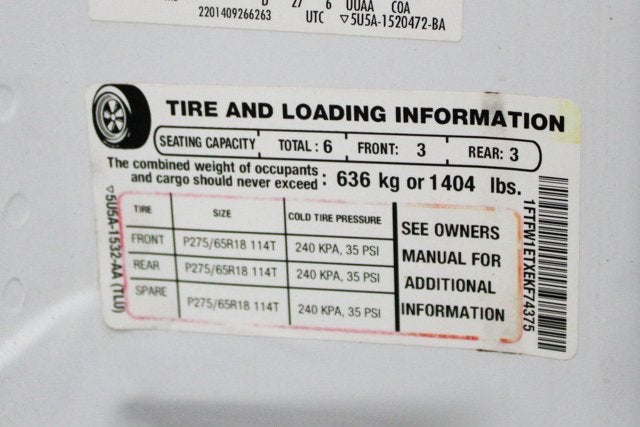 B 27 6 UUAA COA
2201409266263 UTC ▽5U5A-1520472-BA
TIRE AND LOADING INFORMATION
SEATING CAPACITY TOTAL : 6 FRONT: 3 REAR: 3
The combined weight of occupants
and cargo should never exceed : 636 kg or 1404 lbs.
TIRE SIZE COLD TIRE PRESSURE
FRONT P275/65R18 114T 240 KPA, 35 PSI
REAR P275/65R18 114T 240 KPA, 35 PSI
SPARE P275/65R18 114T 240 KPA, 35 PSI
SEE OWNERS
MANUAL FOR
ADDITIONAL
INFORMATION
▽5U5A-1532-AA (TLU)
1FTFW1ETXEKF74375